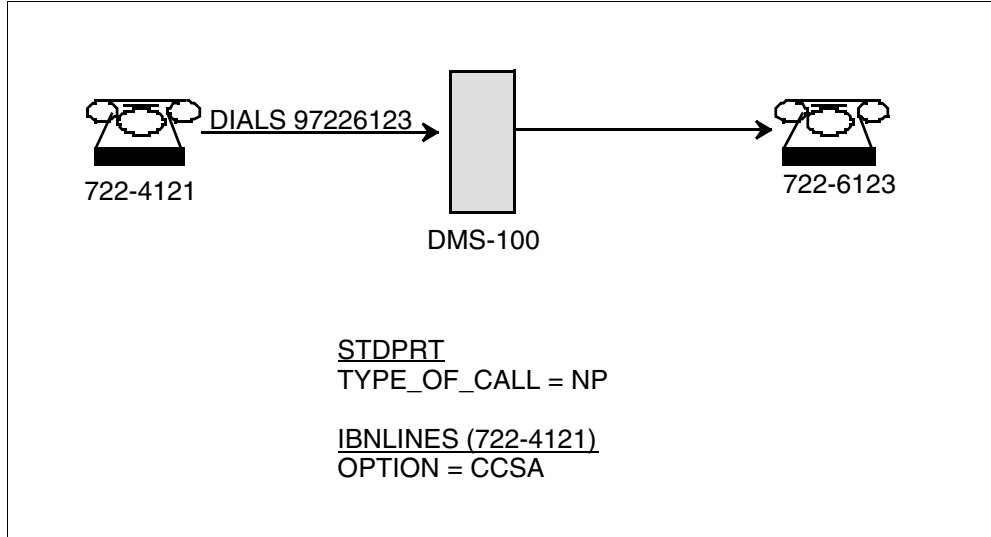 DIALS 97226123
722-4121
722-6123
DMS-100
STDPRT
TYPE_OF_CALL = NP
IBNLINES (722-4121)
OPTION = CCSA